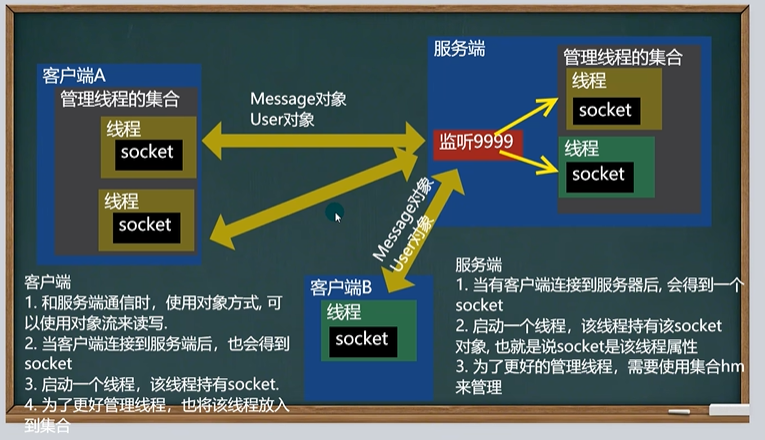 客户端A
管理线程的集合
线程
socket
线程
socket
Message对象
User对象
服务端
监听9999
管理线程的集合
线程
socket
线程
socket
Message对象
User对象
客户端B
线程
socket
客户端
1. 和服务端通信时，使用对象方式, 可
以使用对象流来读写.
2. 当客户端连接到服务端后，也会得到
socket
3. 启动一个线程，该线程持有socket.
4. 为了更好管理线程，也将该线程放入
到集合
服务端
1. 当有客户端连接到服务器后, 会得到一个
socket
2. 启动一个线程，该线程持有该socket
对象, 也就是说socket是该线程属性
3. 为了更好的管理线程，需要使用集合hm
来管理